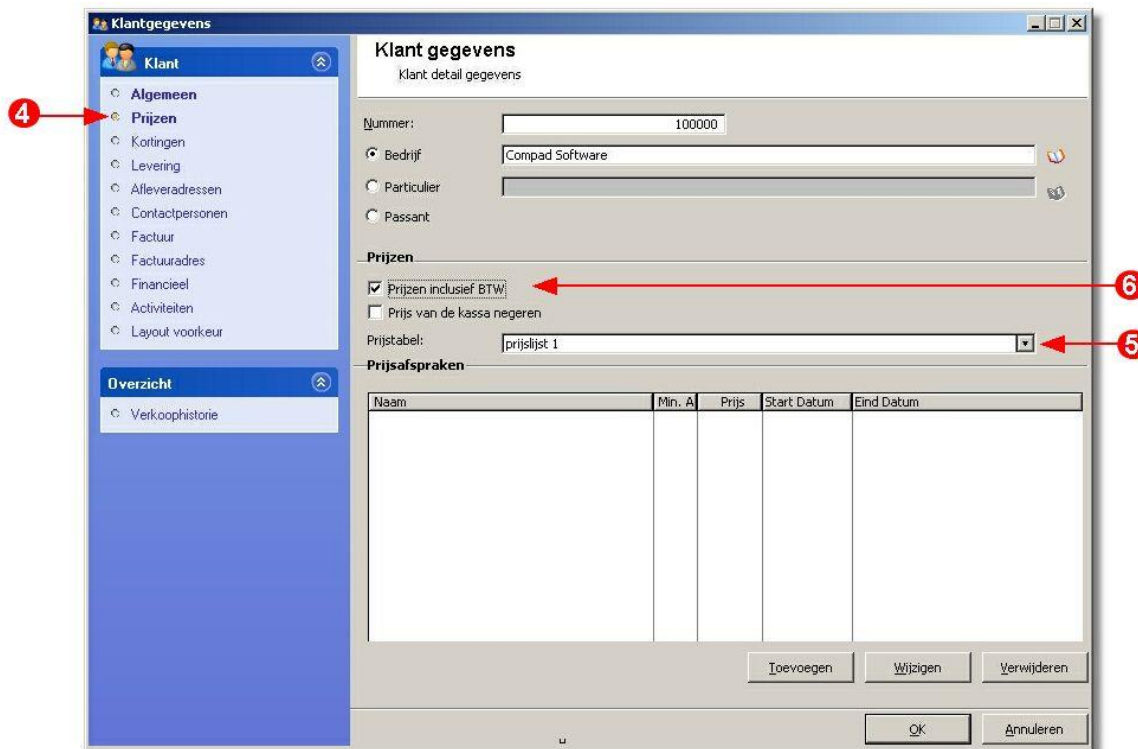 Klantgegevens
Klant
Algemeen
Prijzen
Kortingen
Levering
Afleveradressen
Contactpersonen
Factuur
Factuuradres
Financieel
Activiteiten
Layout voorkeur
Overzicht
Verkoophistorie
4
Klant gegevens
Klant detail gegevens
Nummer: 100000
Bedrijf Compad Software
Particulier
Passant
Prijzen
Prijzen inclusief BTW
6
Prijs van de kassa negeren
Prijstabel: prijslijst 1
5
Prijsafspraken
Naam Min. A Prijs Start Datum Eind Datum
Toevoegen Wijzigen Verwijderen
OK Annuleren